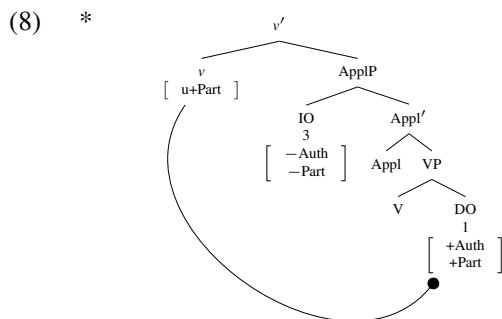 (8) *
v′
v ApplP
[ u+Part ]
IO Appl′
3
[ −Auth −Part ] Appl VP
V DO
1
[ +Auth +Part ]